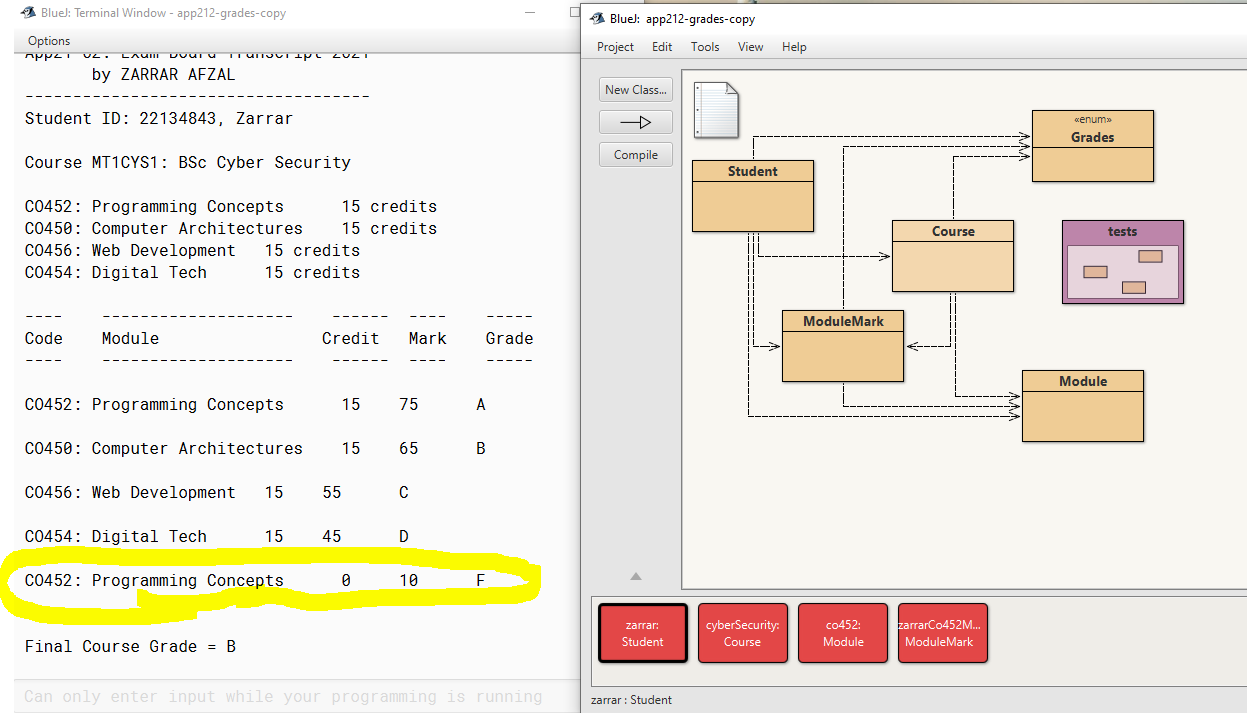 BlueJ: Terminal Window - app212-grades-copy
Options
App21-02: Exam Board Transcript 2021
by ZARRAR AFZAL
------------------------------------
Student ID: 22134843, Zarrar
Course MT1CYS1: BSc Cyber Security
CO452: Programming Concepts 15 credits
CO450: Computer Architectures 15 credits
CO456: Web Development 15 credits
CO454: Digital Tech 15 credits
---- -------------------- ------ ---- -----
Code Module Credit Mark Grade
---- -------------------- ------ ---- -----
CO452: Programming Concepts 15 75 A
CO450: Computer Architectures 15 65 B
CO456: Web Development 15 55 C
CO454: Digital Tech 15 45 D
CO452: Programming Concepts 0 10 F
Final Course Grade = B
Can only enter input while your programming is running
BlueJ: app212-grades-copy
Project Edit Tools View Help
New Class...
Compile
«enum»
Grades
Student
Course
tests
ModuleMark
Module
zarrar:
Student
cyberSecurity:
Course
co452:
Module
zarrarCo452M...
ModuleMark
zarrar : Student